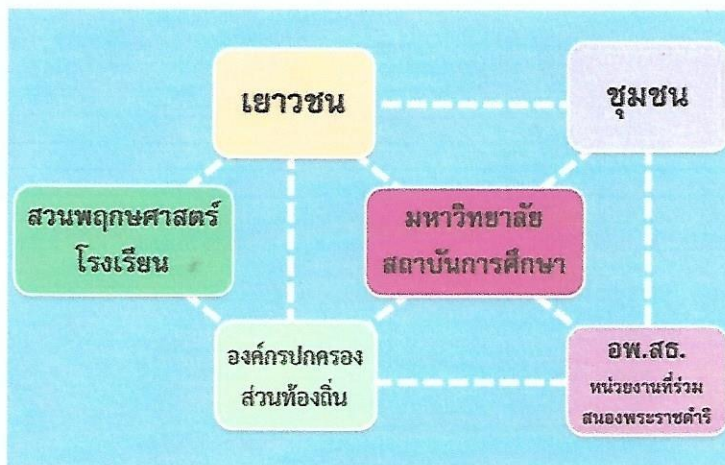 เยาวชน
ชุมชน
สวนพฤกษศาสตร์
โรงเรียน
มหาวิทยาลัย
สถาบันการศึกษา
องค์กรปกครอง
ส่วนท้องถิ่น
อพ.สธ.
หน่วยงานที่ร่วม
สนองพระราชดำริ